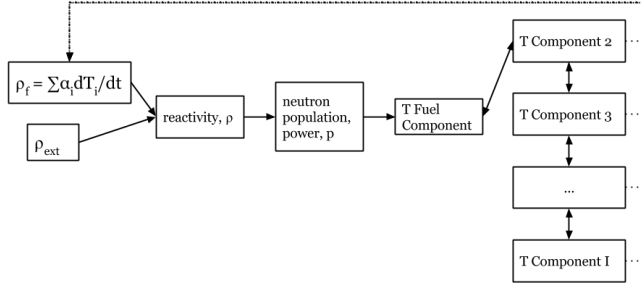 ρf = ∑αidTi/dt
ρext
reactivity, ρ
neutron
population,
power, p
T Fuel
Component
T Component 2
T Component 3
...
T Component I